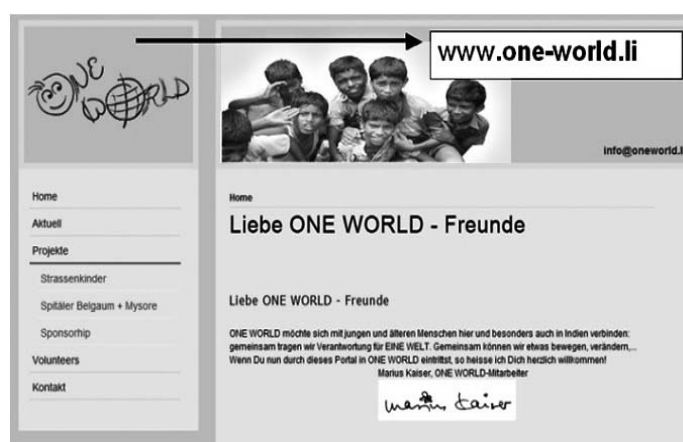 ONE
WORLD
www.one-world.li
info@oneworld.l
Home
Aktuell
Projekte
Strassenkinder
Spitäler Belgaum + Mysore
Sponsorhip
Volunteers
Kontakt
Home
Liebe ONE WORLD - Freunde
Liebe ONE WORLD - Freunde
ONE WORLD möchte sich mit jungen und älteren Menschen hier und besonders auch in Indien verbinden:
gemeinsam tragen wir Verantwortung für EINE WELT. Gemeinsam können wir etwas bewegen, verändern,...
Wenn Du nun durch dieses Portal in ONE WORLD eintrittst, so heisse ich Dich herzlich willkommen!
Marius Kaiser, ONE WORLD-Mitarbeiter
marius kaiser